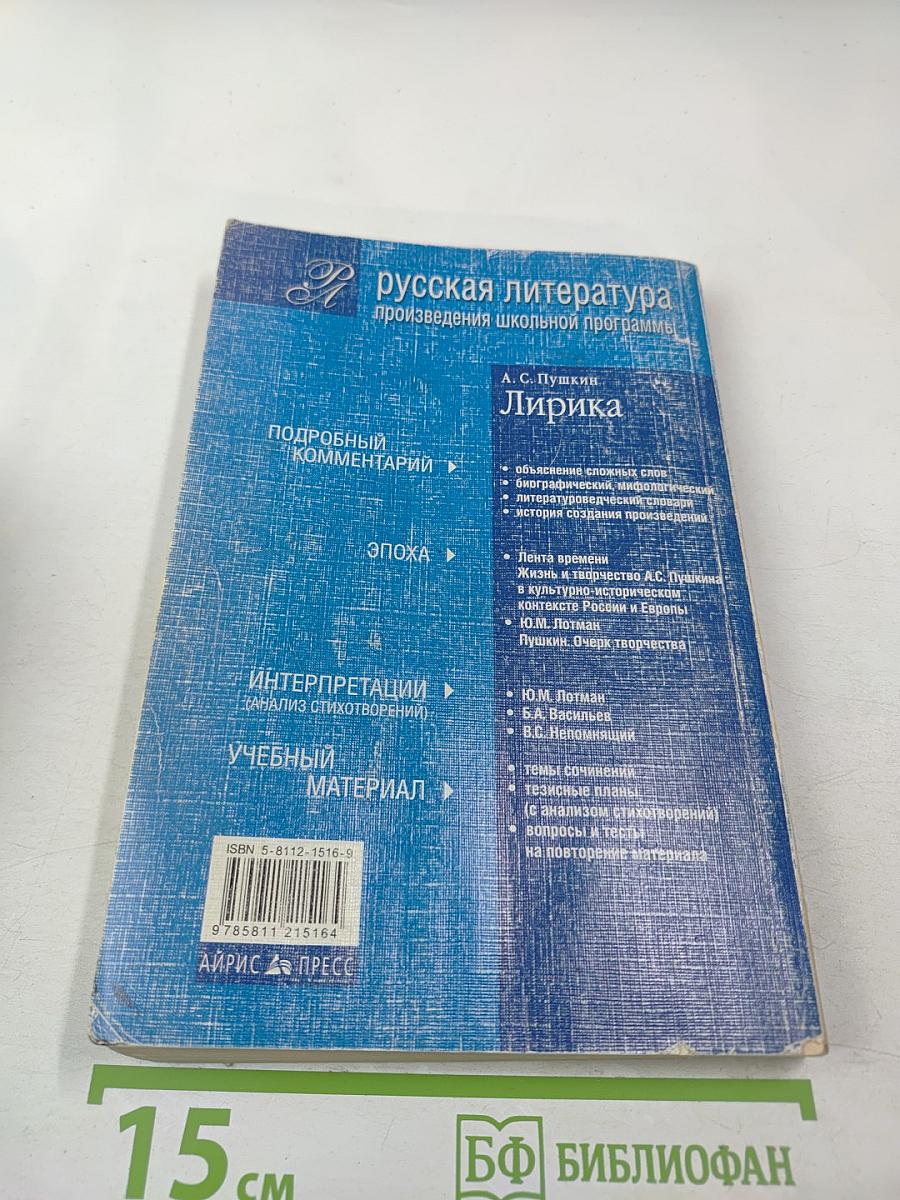 РЛ
русская литература
произведения школьной программы
А. С. Пушкин
Лирика
ПОДРОБНЫЙ
КОММЕНТАРИЙ
• объяснение сложных слов
• биографический, мифологический,
литературоведческий словари
• история создания произведений
ЭПОХА
• Лента времени
Жизнь и творчество А.С. Пушкина
в культурно-историческом
контексте России и Европы
• Ю.М. Лотман
Пушкин. Очерк творчества
ИНТЕРПРЕТАЦИИ
(АНАЛИЗ СТИХОТВОРЕНИЙ)
• Ю.М. Лотман
• Б.А. Васильев
• В.С. Непомнящий
УЧЕБНЫЙ
МАТЕРИАЛ
• темы сочинений
• тезисные планы
(с анализом стихотворений)
• вопросы и тесты
на повторение материала
ISBN 5-8112-1516-9
9 785811 215164
АЙРИС ПРЕСС
15 см
БФ БИБЛИОФАН